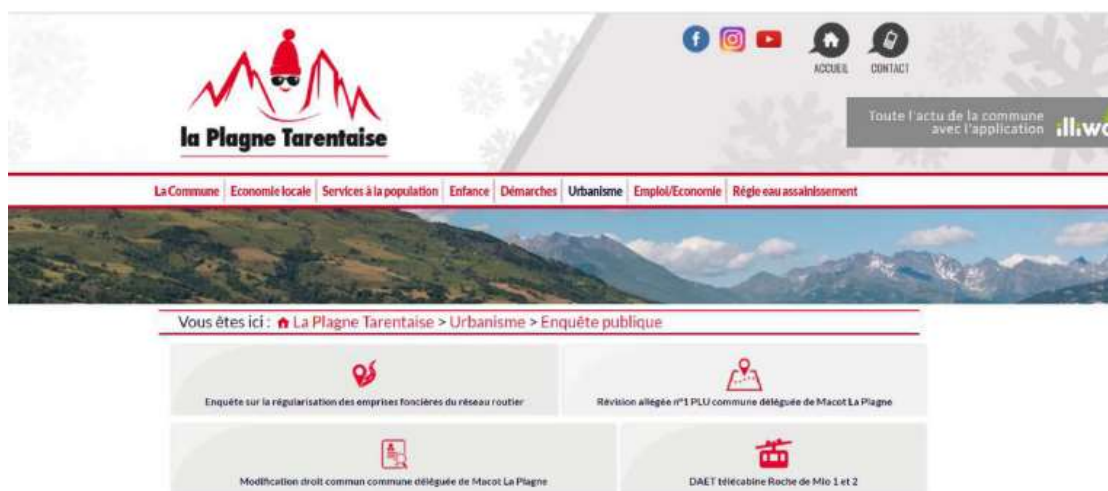 ACCUEIL CONTACT
Toute l'actu de la commune
avec l'application illiwa
la Plagne Tarentaise
La Commune Economie locale Services à la population Enfance Démarches Urbanisme Emploi/Economie Régie eau assainissement
Vous êtes ici : La Plagne Tarentaise > Urbanisme > Enquête publique
Enquête sur la régularisation des emprises foncières du réseau routier
Révision allégée n°1 PLU commune déléguée de Macot La Plagne
Modification droit commun commune déléguée de Macot La Plagne
DAET télécabine Roche de Mio 1 et 2